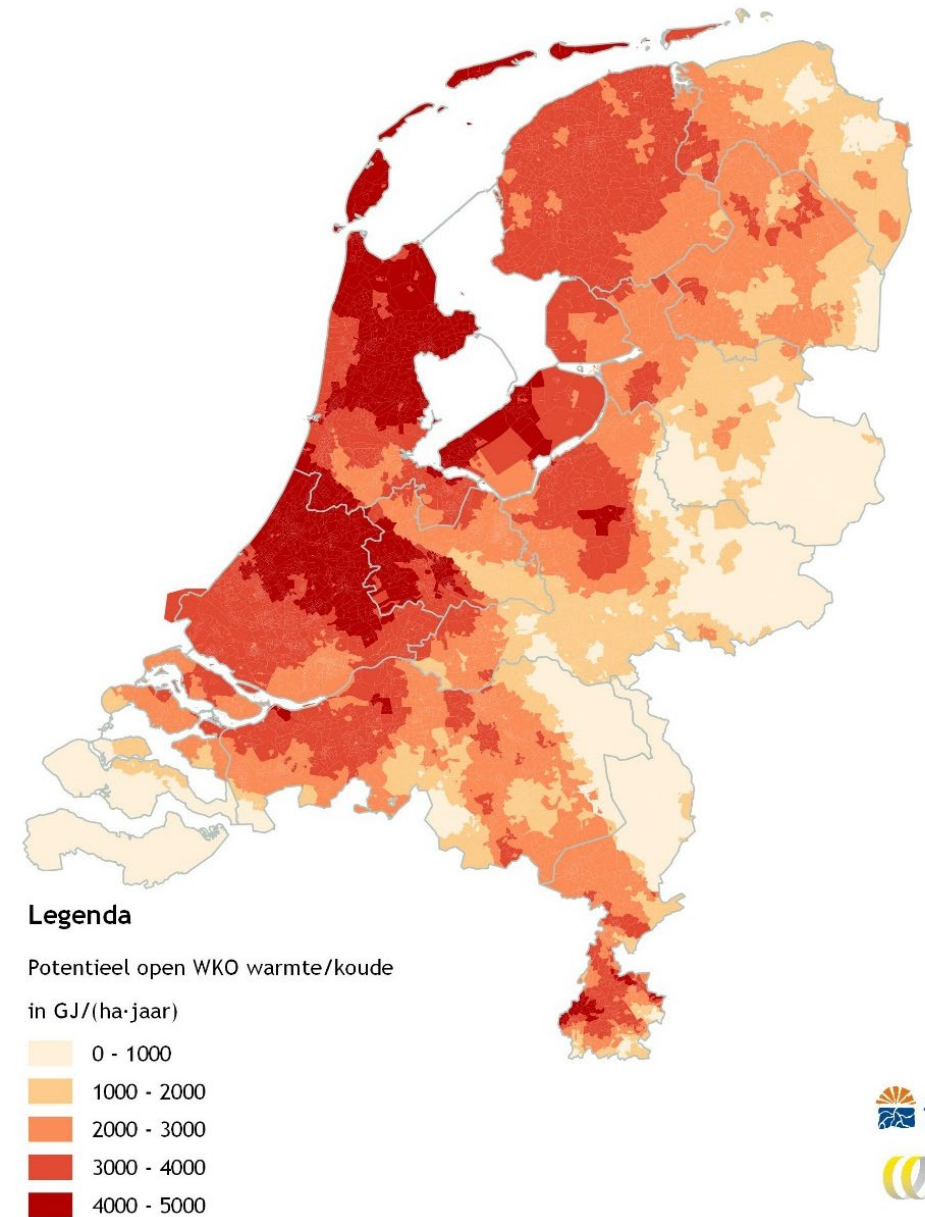 Legenda
Potentieel open WKO warmte/koude
in GJ/(ha·jaar)
0 - 1000
1000 - 2000
2000 - 3000
3000 - 4000
4000 - 5000